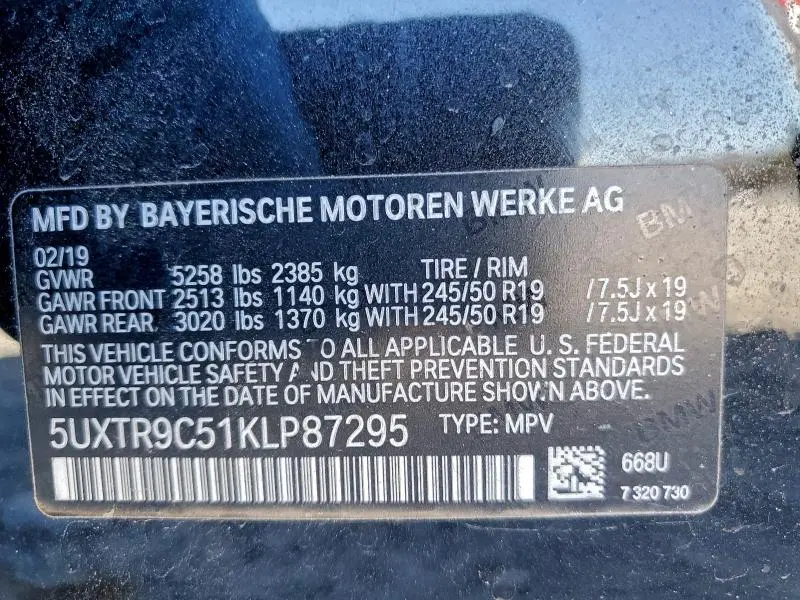 MFD BY BAYERISCHE MOTOREN WERKE AG
02/19
GVWR 5258 lbs 2385 kg TIRE / RIM
GAWR FRONT 2513 lbs 1140 kg WITH 245/50 R19 / 7.5J x 19
GAWR REAR 3020 lbs 1370 kg WITH 245/50 R19 / 7.5J x 19
THIS VEHICLE CONFORMS TO ALL APPLICABLE U. S. FEDERAL
MOTOR VEHICLE SAFETY AND THEFT PREVENTION STANDARDS
IN EFFECT ON THE DATE OF MANUFACTURE SHOWN ABOVE.
5UXTR9C51KLP87295 TYPE: MPV
668U
7 320 730